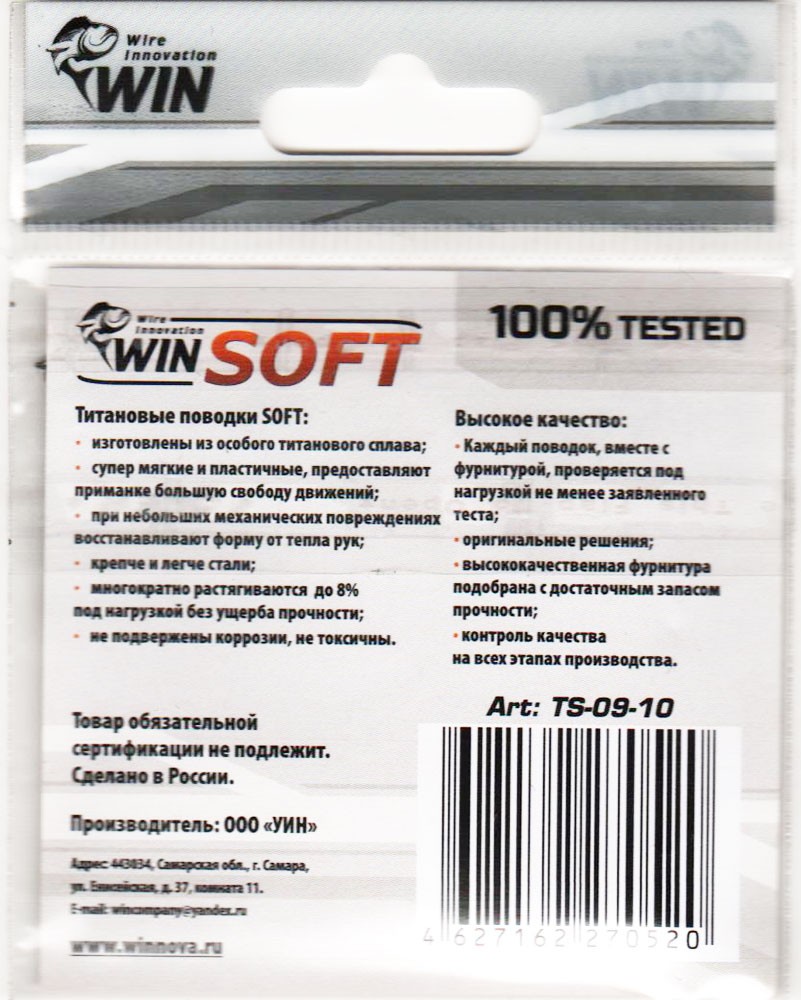 Wire
Innovation
WIN
Wire
Innovation
WIN SOFT
100% TESTED
Титановые поводки SOFT:
• изготовлены из особого титанового сплава;
• супер мягкие и пластичные, предоставляют
приманке большую свободу движений;
• при небольших механических повреждениях
восстанавливают форму от тепла рук;
• крепче и легче стали;
• многократно растягиваются до 8%
под нагрузкой без ущерба прочности;
• не подвержены коррозии, не токсичны.
Высокое качество:
• Каждый поводок, вместе с
фурнитурой, проверяется под
нагрузкой не менее заявленного
теста;
• оригинальные решения;
• высококачественная фурнитура
подобрана с достаточным запасом
прочности;
• контроль качества
на всех этапах производства.
Товар обязательной
сертификации не подлежит.
Сделано в России.
Производитель: ООО «УИН»
Адрес: 443034, Самарская обл., г. Самара,
ул. Енисейская, д. 37, комната 11.
E-mail: wincompany@yandex.ru
www.winnova.ru
Art: TS-09-10
4 627162 270520